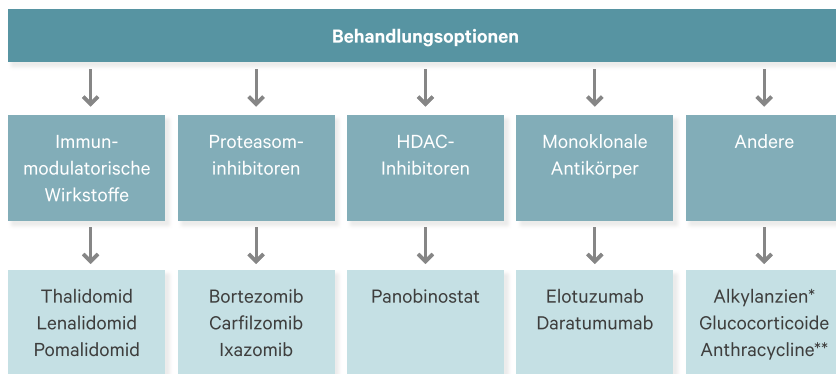 Behandlungsoptionen
Immun-
modulatorische
Wirkstoffe
Proteasom-
inhibitoren
HDAC-
Inhibitoren
Monoklonale
Antikörper
Andere
Thalidomid
Lenalidomid
Pomalidomid
Bortezomib
Carfilzomib
Ixazomib
Panobinostat
Elotuzumab
Daratumumab
Alkylanzien*
Glucocorticoide
Anthracycline**